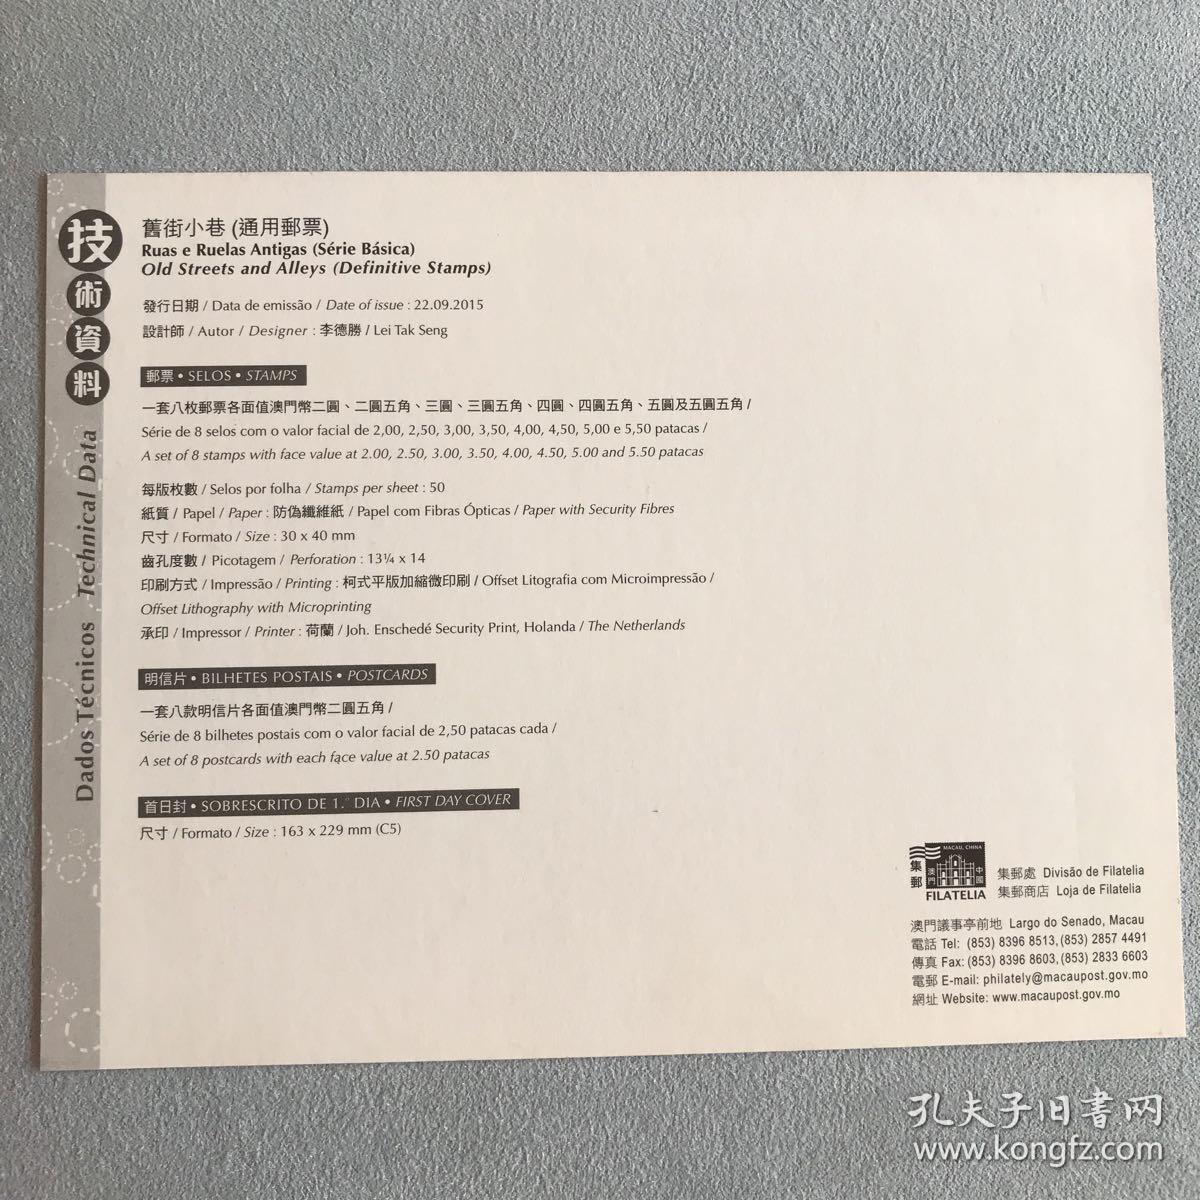 技術資料
Dados Técnicos Technical Data
舊街小巷 (通用郵票)
Ruas e Ruelas Antigas (Série Básica)
Old Streets and Alleys (Definitive Stamps)
發行日期 / Data de emissão / Date of issue : 22.09.2015
設計師 / Autor / Designer : 李德勝 / Lei Tak Seng
郵票 • SELOS • STAMPS
一套八枚郵票各面值澳門幣二圓、二圓五角、三圓、三圓五角、四圓、四圓五角、五圓及五圓五角 /
Série de 8 selos com o valor facial de 2,00, 2,50, 3,00, 3,50, 4,00, 4,50, 5,00 e 5,50 patacas /
A set of 8 stamps with face value at 2.00, 2.50, 3.00, 3.50, 4.00, 4.50, 5.00 and 5.50 patacas
每版枚數 / Selos por folha / Stamps per sheet : 50
紙質 / Papel / Paper : 防偽纖維紙 / Papel com Fibras Ópticas / Paper with Security Fibres
尺寸 / Formato / Size : 30 x 40 mm
齒孔度數 / Picotagem / Perforation : 13¼ x 14
印刷方式 / Impressão / Printing : 柯式平版加縮微印刷 / Offset Litografia com Microimpressão /
Offset Lithography with Microprinting
承印 / Impressor / Printer : 荷蘭 / Joh. Enschedé Security Print, Holanda / The Netherlands
明信片 • BILHETES POSTAIS • POSTCARDS
一套八款明信片各面值澳門幣二圓五角 /
Série de 8 bilhetes postais com o valor facial de 2,50 patacas cada /
A set of 8 postcards with each face value at 2.50 patacas
首日封 • SOBRESCRITO DE 1.º DIA • FIRST DAY COVER
尺寸 / Formato / Size : 163 x 229 mm (C5)
集郵
MACAU, CHINA
澳門
中國
FILATELIA
集郵處 Divisão de Filatelia
集郵商店 Loja de Filatelia
澳門議事亭前地 Largo do Senado, Macau
電話 Tel: (853) 8396 8513, (853) 2857 4491
傳真 Fax: (853) 8396 8603, (853) 2833 6603
電郵 E-mail: philately@macaupost.gov.mo
網址 Website: www.macaupost.gov.mo
孔夫子旧书网
www.kongfz.com